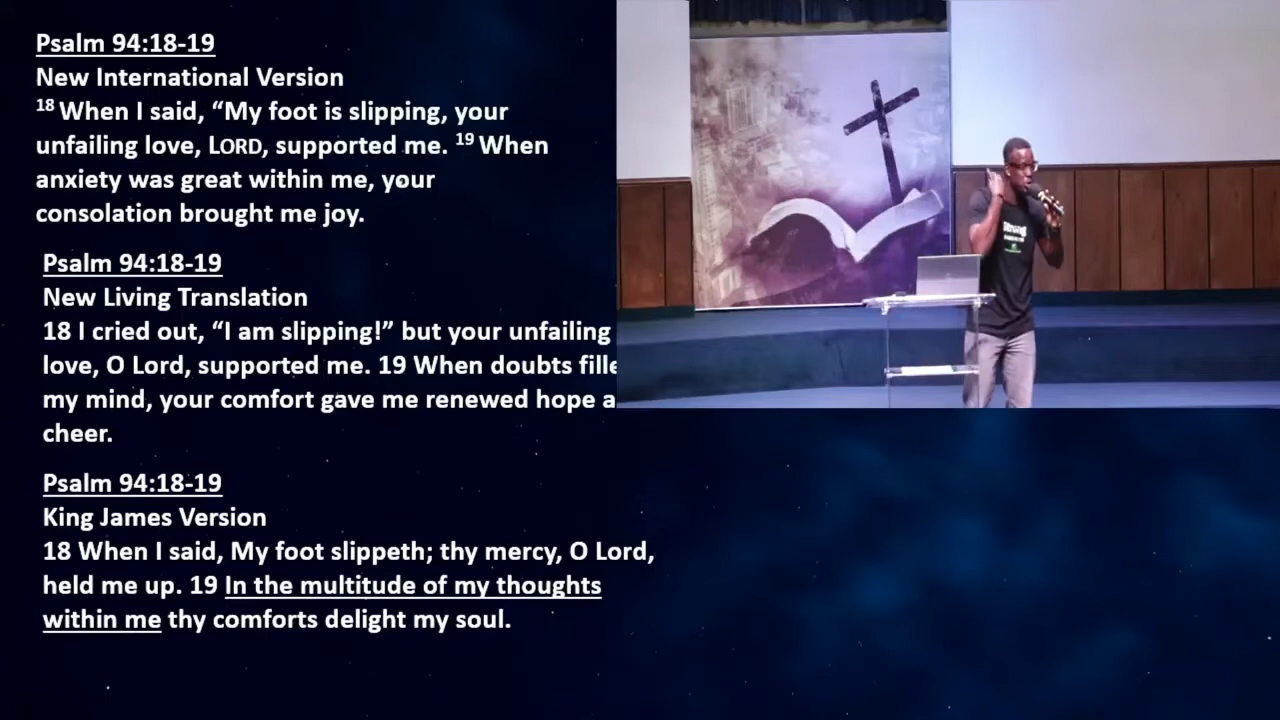 Psalm 94:18-19
New International Version
18 When I said, “My foot is slipping, your
unfailing love, LORD, supported me. 19 When
anxiety was great within me, your
consolation brought me joy.
Psalm 94:18-19
New Living Translation
18 I cried out, “I am slipping!” but your unfailing
love, O Lord, supported me. 19 When doubts fille
my mind, your comfort gave me renewed hope a
cheer.
Psalm 94:18-19
King James Version
18 When I said, My foot slippeth; thy mercy, O Lord,
held me up. 19 In the multitude of my thoughts
within me thy comforts delight my soul.